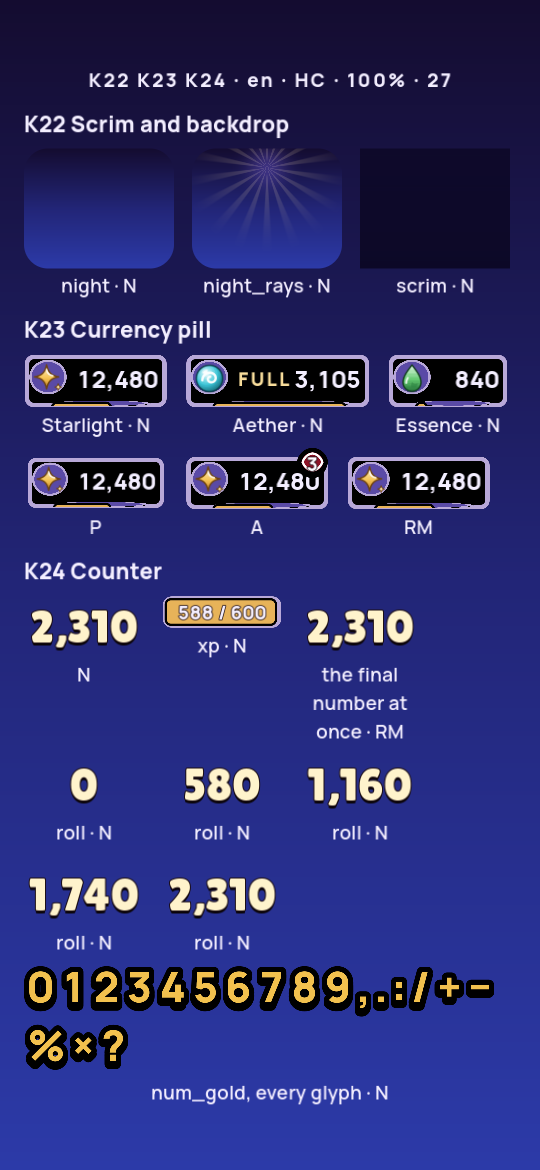 K22 K23 K24 · en · HC · 100% · 27
K22 Scrim and backdrop
night · N night_rays · N scrim · N
K23 Currency pill
12,480 FULL 3,105 840
Starlight · N Aether · N Essence · N
3
12,480 12,480 12,480
P A RM
K24 Counter
2,310 588 / 600 2,310
xp · N
N the final
number at
once · RM
0 580 1,160
roll · N roll · N roll · N
1,740 2,310
roll · N roll · N
0123456789,.:/+−
%×?
num_gold, every glyph · N